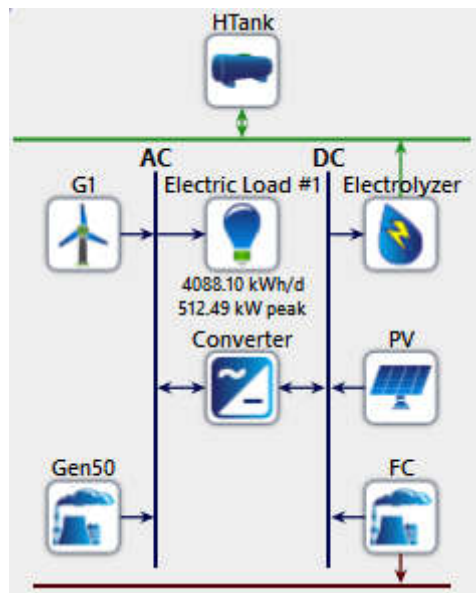 HTank
AC
DC
G1
Electric Load #1
Electrolyzer
4088.10 kWh/d
512.49 kW peak
Converter
PV
Gen50
FC